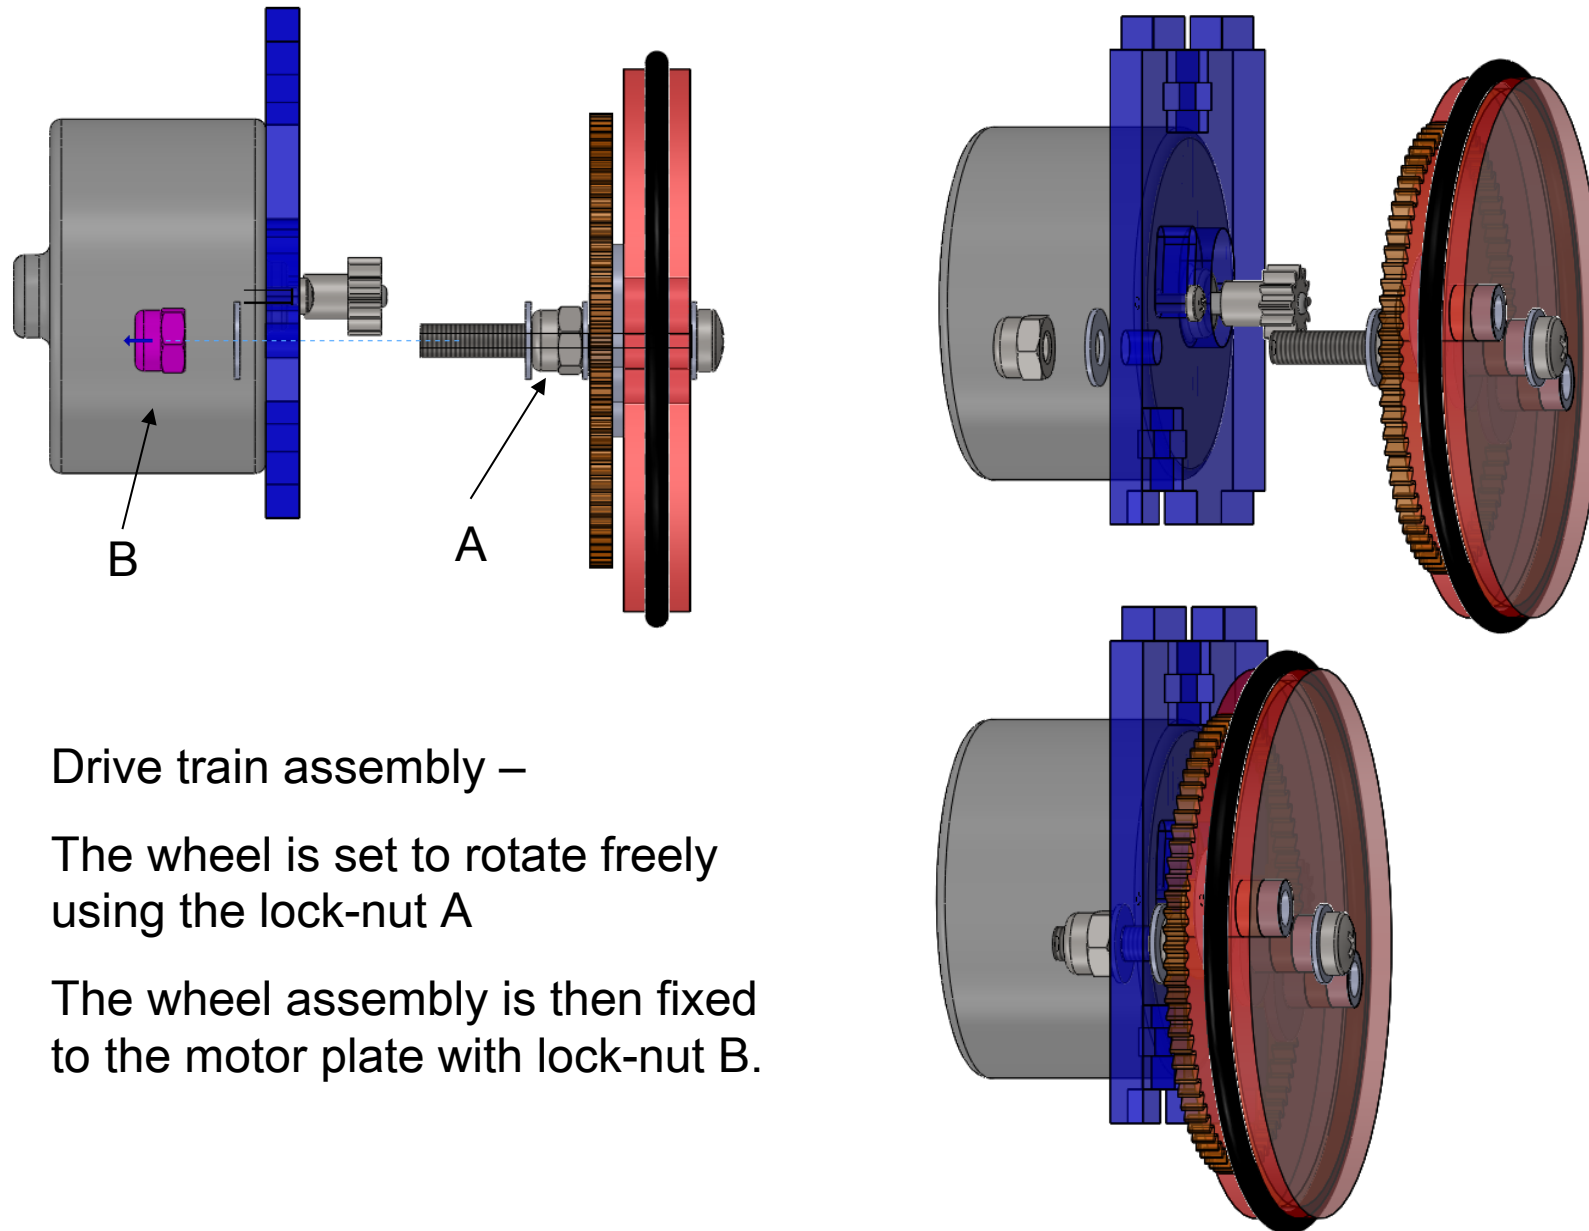 B
A
Drive train assembly –
The wheel is set to rotate freely
using the lock-nut A
The wheel assembly is then fixed
to the motor plate with lock-nut B.